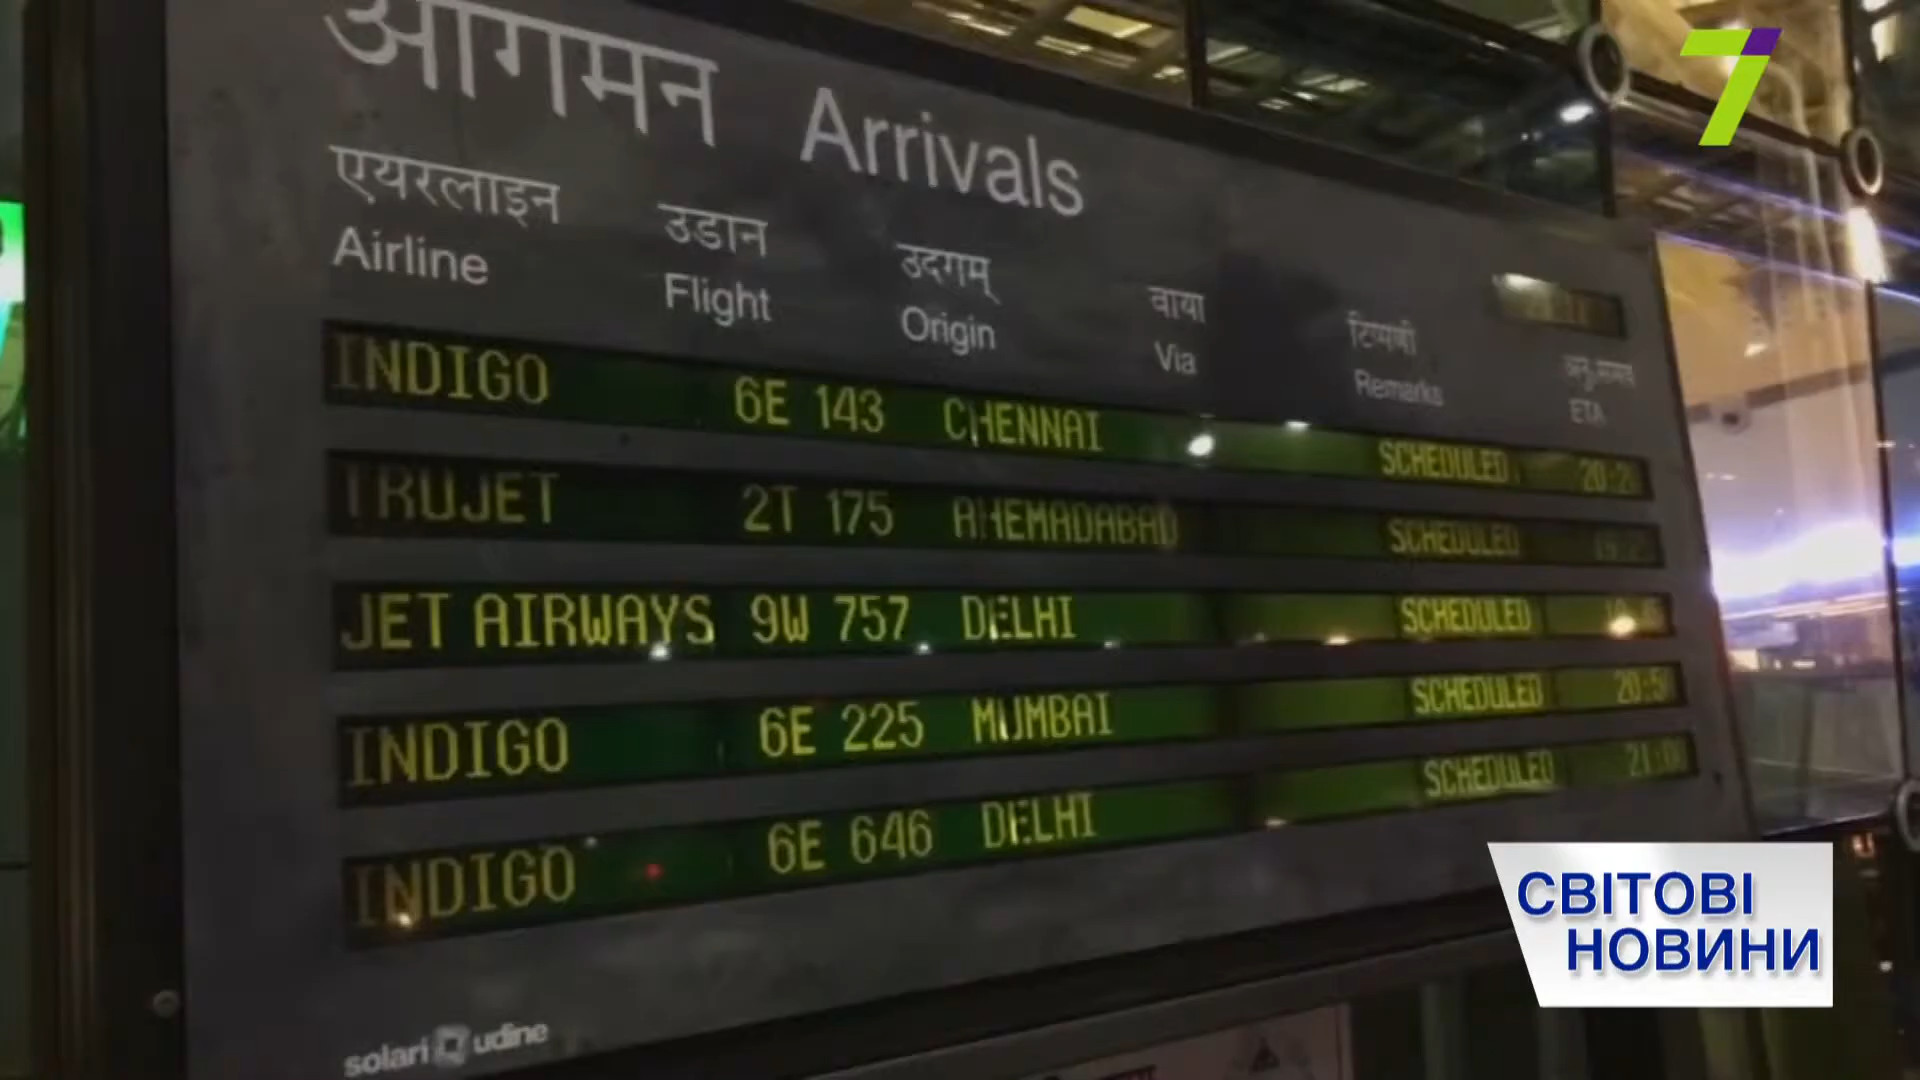 7
आगमन Arrivals
एयरलाइन उडान उदगम् वाया टिप्पणी
Airline Flight Origin Via Remarks ETA
INDIGO 6E 143 CHENNAI SCHEDULED
TRUJET 2T 175 AHEMADABAD SCHEDULED
JET AIRWAYS 9W 757 DELHI SCHEDULED
INDIGO 6E 225 MUMBAI SCHEDULED
INDIGO 6E 646 DELHI SCHEDULED
solari udine
СВІТОВІ
НОВИНИ